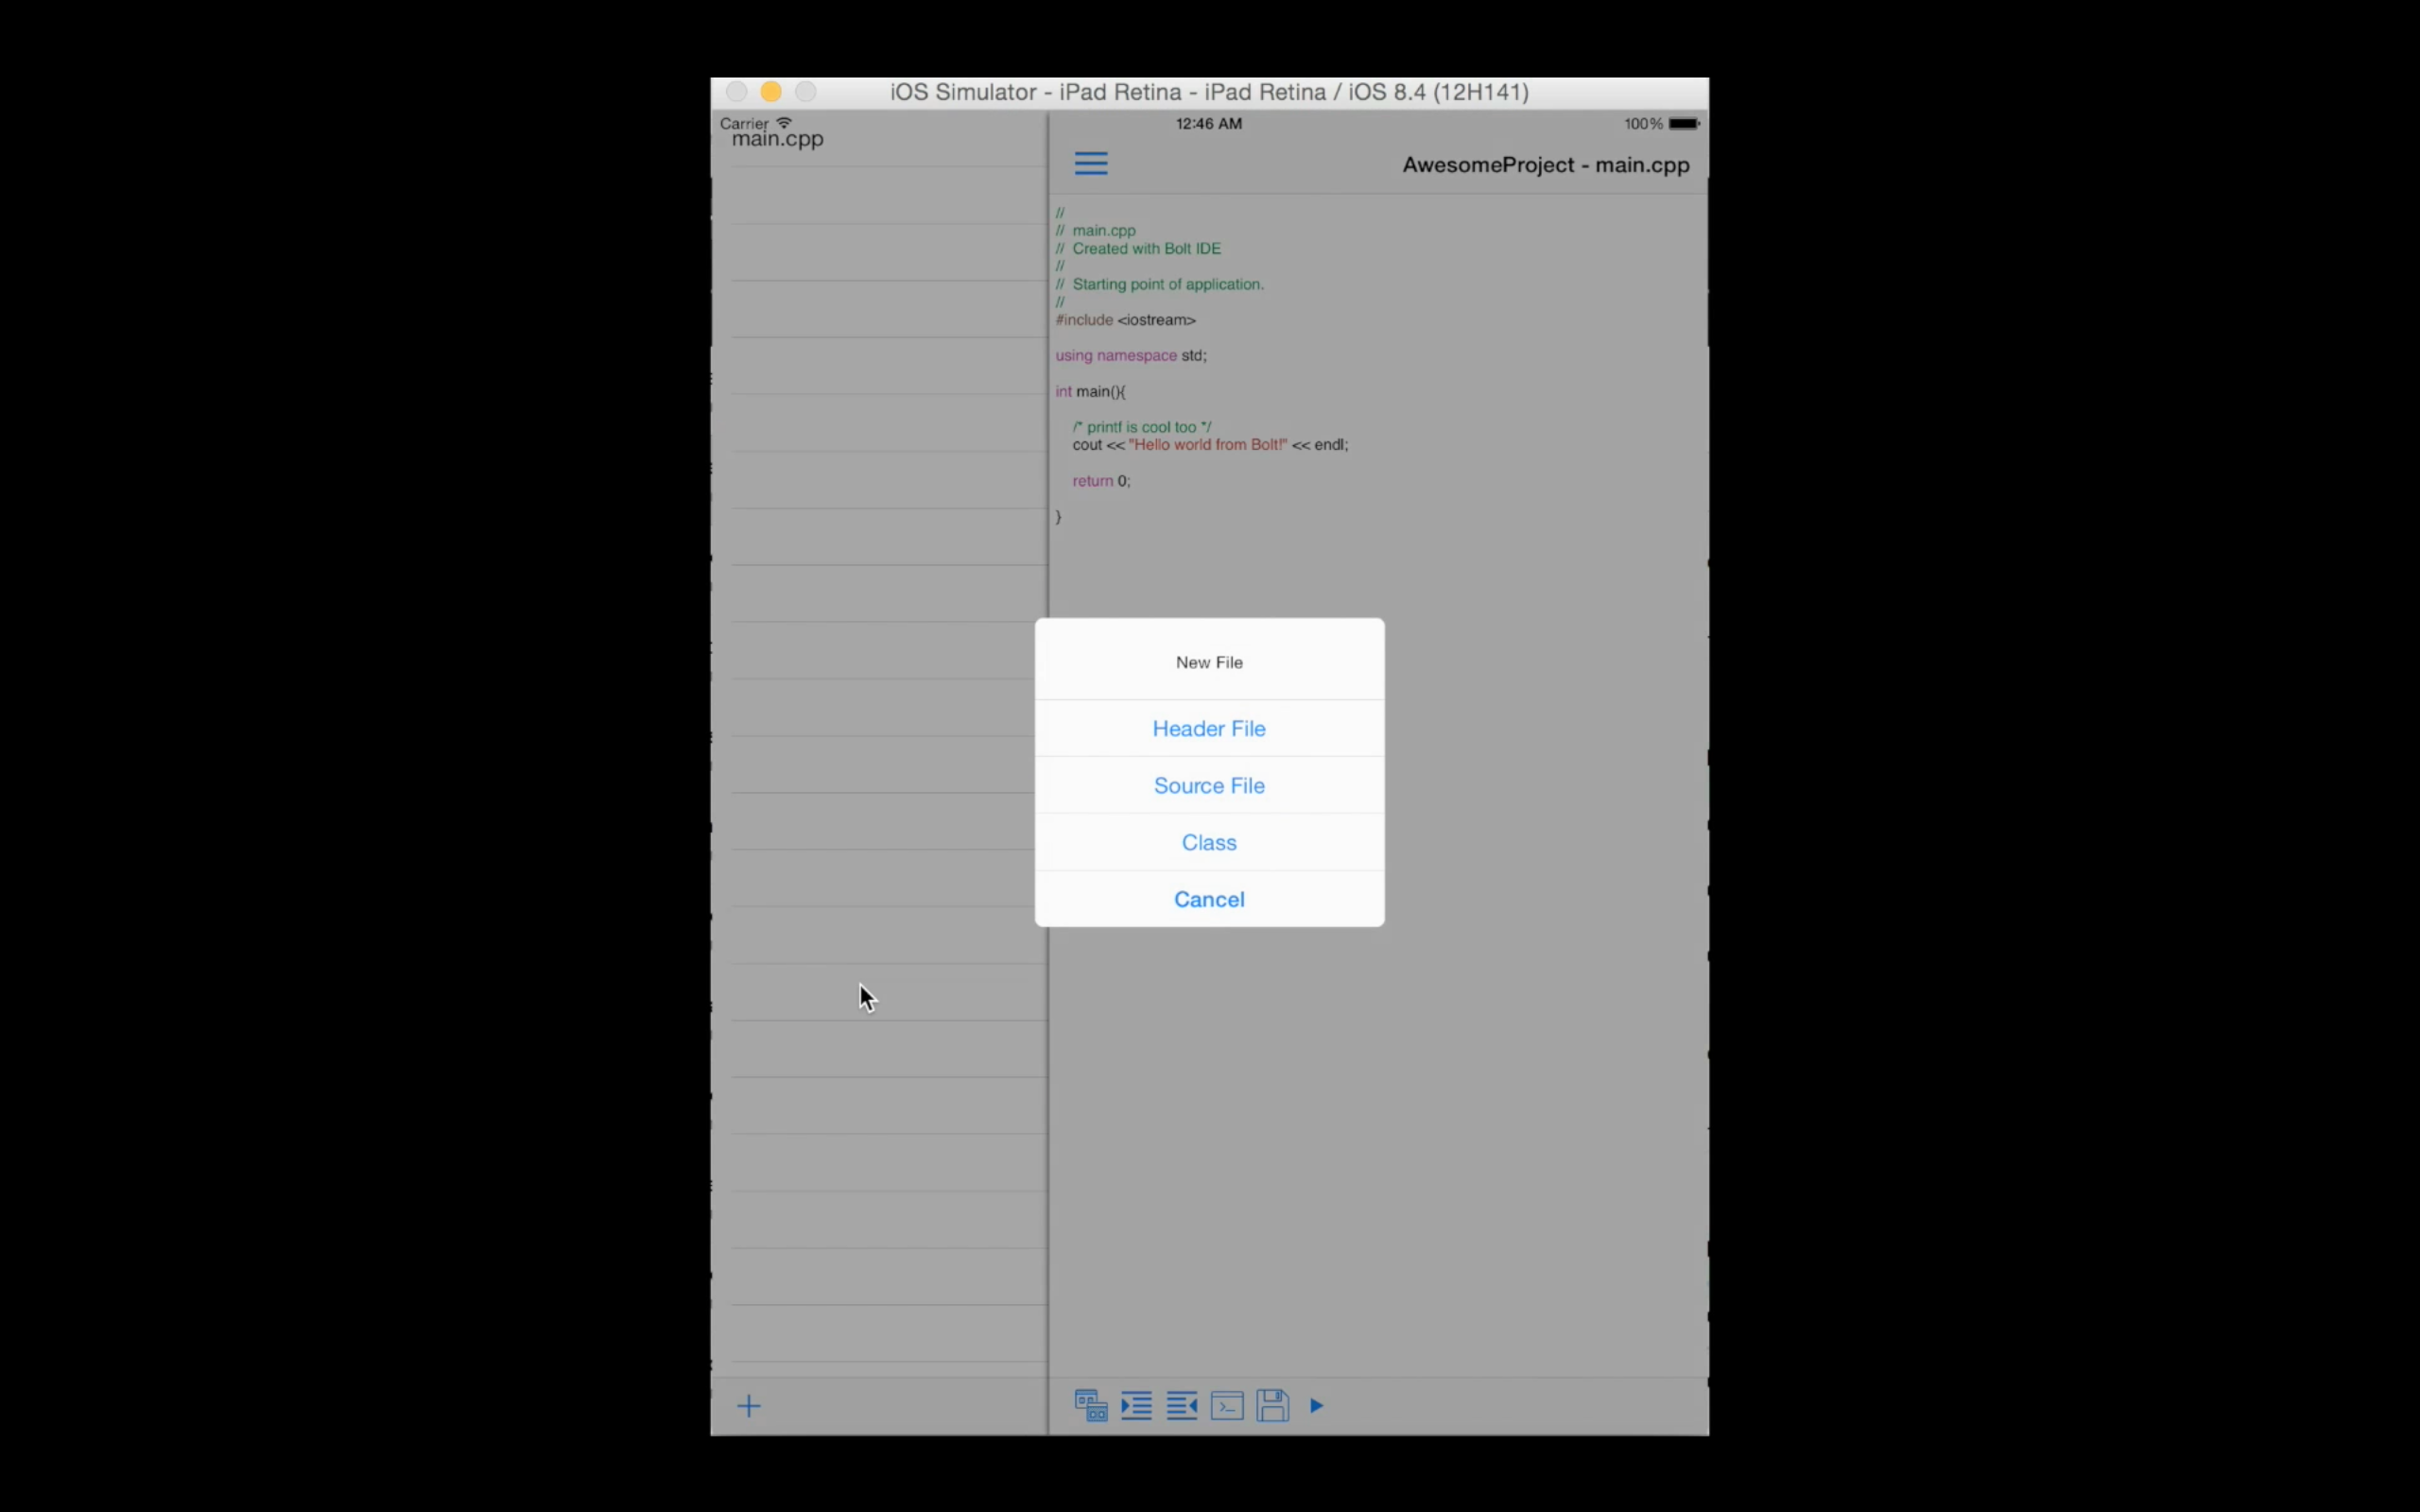 iOS Simulator - iPad Retina - iPad Retina / iOS 8.4 (12H141)
Carrier 12:46 AM 100%
main.cpp
AwesomeProject - main.cpp
//
// main.cpp
// Created with Bolt IDE
//
// Starting point of application.
//
#include <iostream>
using namespace std;
int main(){
/* printf is cool too */
cout << "Hello world from Bolt!" << endl;
return 0;
}
New File
Header File
Source File
Class
Cancel